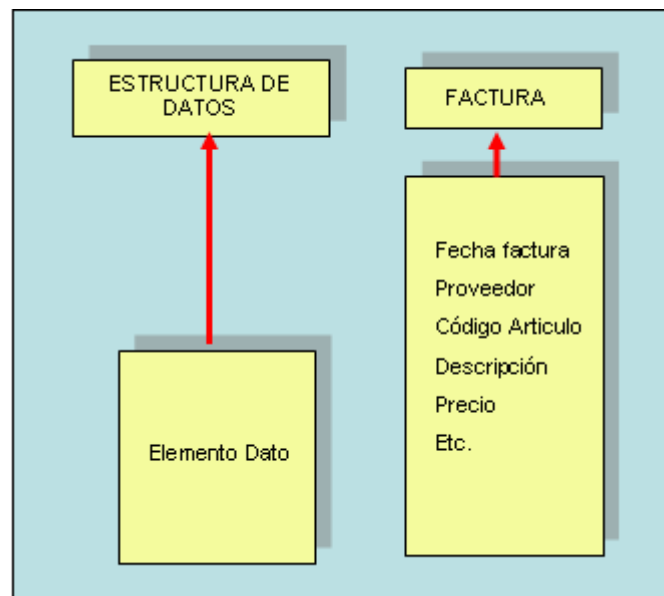 ESTRUCTURA DE
DATOS
FACTURA
Elemento Dato
Fecha factura
Proveedor
Código Articulo
Descripción
Precio
Etc.